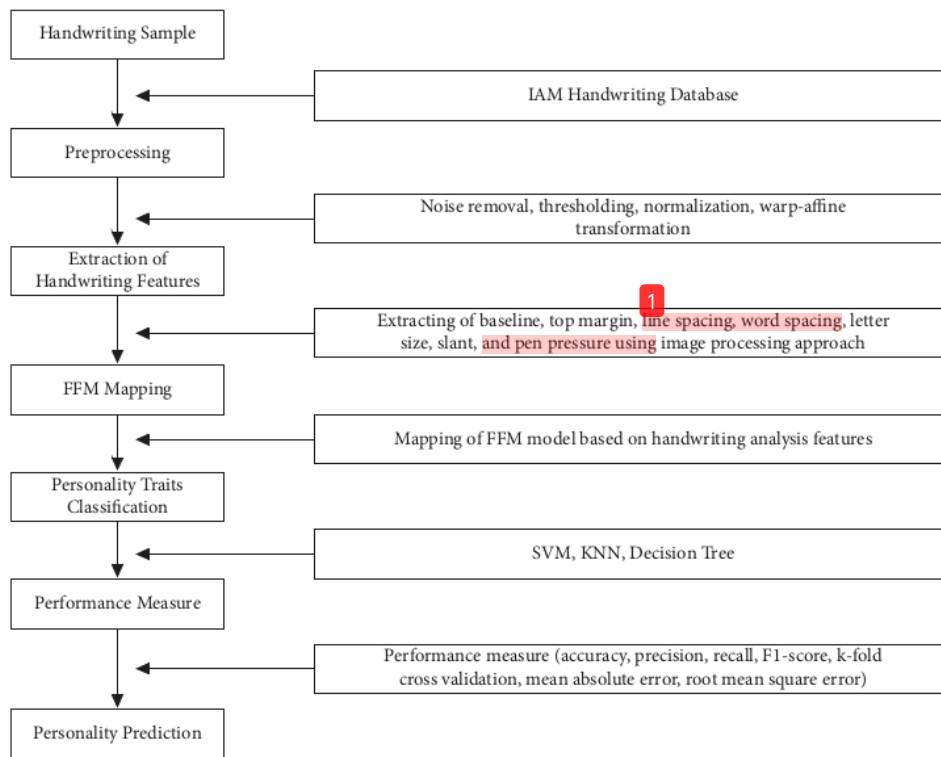 Handwriting Sample
IAM Handwriting Database
Preprocessing
Noise removal, thresholding, normalization, warp-affine
transformation
Extraction of
Handwriting Features
1
Extracting of baseline, top margin, line spacing, word spacing, letter
size, slant, and pen pressure using image processing approach
FFM Mapping
Mapping of FFM model based on handwriting analysis features
Personality Traits
Classification
SVM, KNN, Decision Tree
Performance Measure
Performance measure (accuracy, precision, recall, F1-score, k-fold
cross validation, mean absolute error, root mean square error)
Personality Prediction